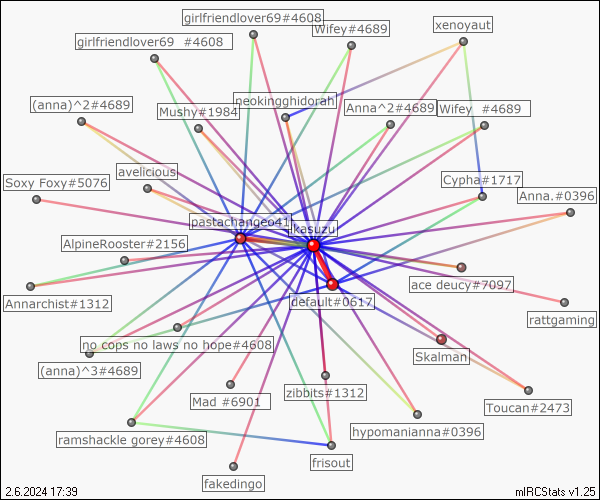 girlfriendlover69#4608
Wifey#4689
xenoyaut
girlfriendlover69 #4608
(anna)^2#4689
Mushy#1984
neokingghidorah
Anna^2#4689
Wifey #4689
avelicious
Soxy Foxy#5076
Cypha#1717
Anna.#0396
pastachangeo41
kasuzu
AlpineRooster#2156
ace deucy#7097
Annarchist#1312
default#0617
rattgaming
no cops no laws no hope#4608
Skalman
(anna)^3#4689
Mad #6901
zibbits#1312
Toucan#2473
ramshackle gorey#4608
hypomanianna#0396
frisout
fakedingo
2.6.2024 17:39
mIRCStats v1.25